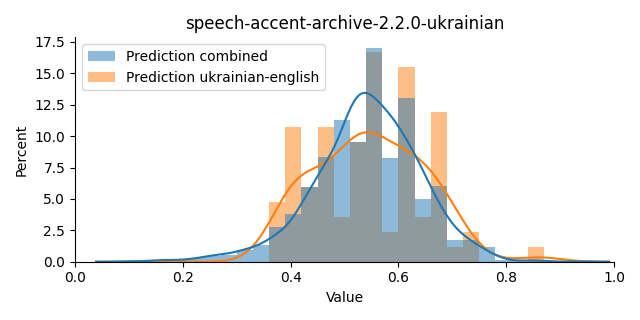 speech-accent-archive-2.2.0-ukrainian
Prediction combined
Prediction ukrainian-english
Percent
17.5
15.0
12.5
10.0
7.5
5.0
2.5
0.0
0.0 0.2 0.4 0.6 0.8 1.0
Value